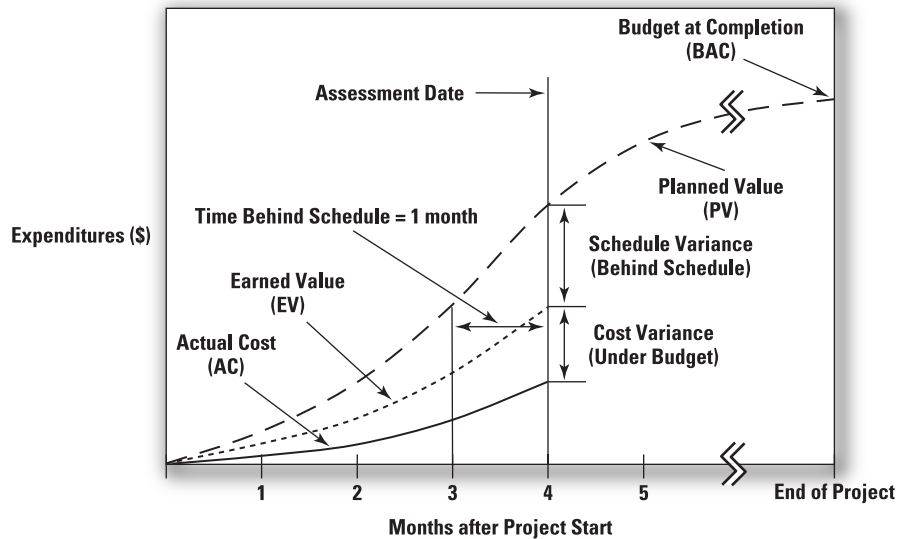 Budget at Completion
(BAC)
Assessment Date
Planned Value
(PV)
Time Behind Schedule = 1 month
Expenditures ($)
Schedule Variance
(Behind Schedule)
Earned Value
(EV)
Cost Variance
(Under Budget)
Actual Cost
(AC)
1
2
3
4
5
End of Project
Months after Project Start